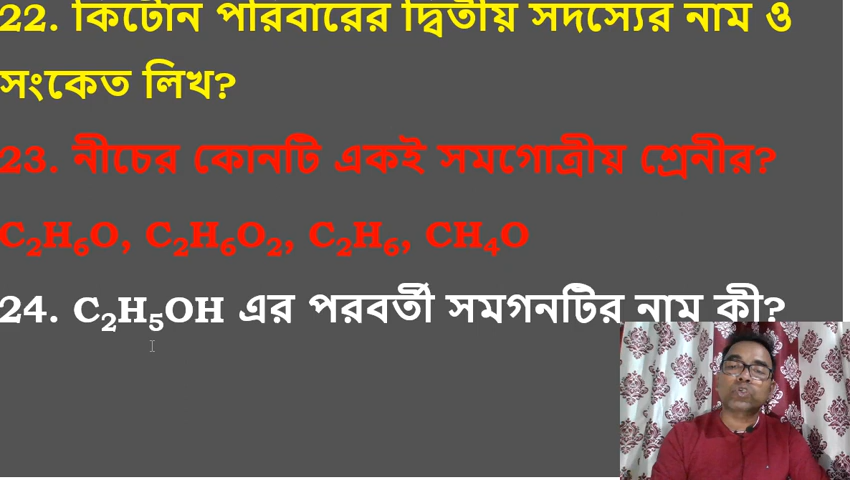 22. কিটোন পরিবারের দ্বিতীয় সদস্যের নাম ও
সংকেত লিখ?
23. নীচের কোনটি একই সমগোত্রীয় শ্রেনীর?
C₂H₆O, C₂H₆O₂, C₂H₆, CH₄O
24. C₂H₅OH এর পরবর্তী সমগনটির নাম কী?